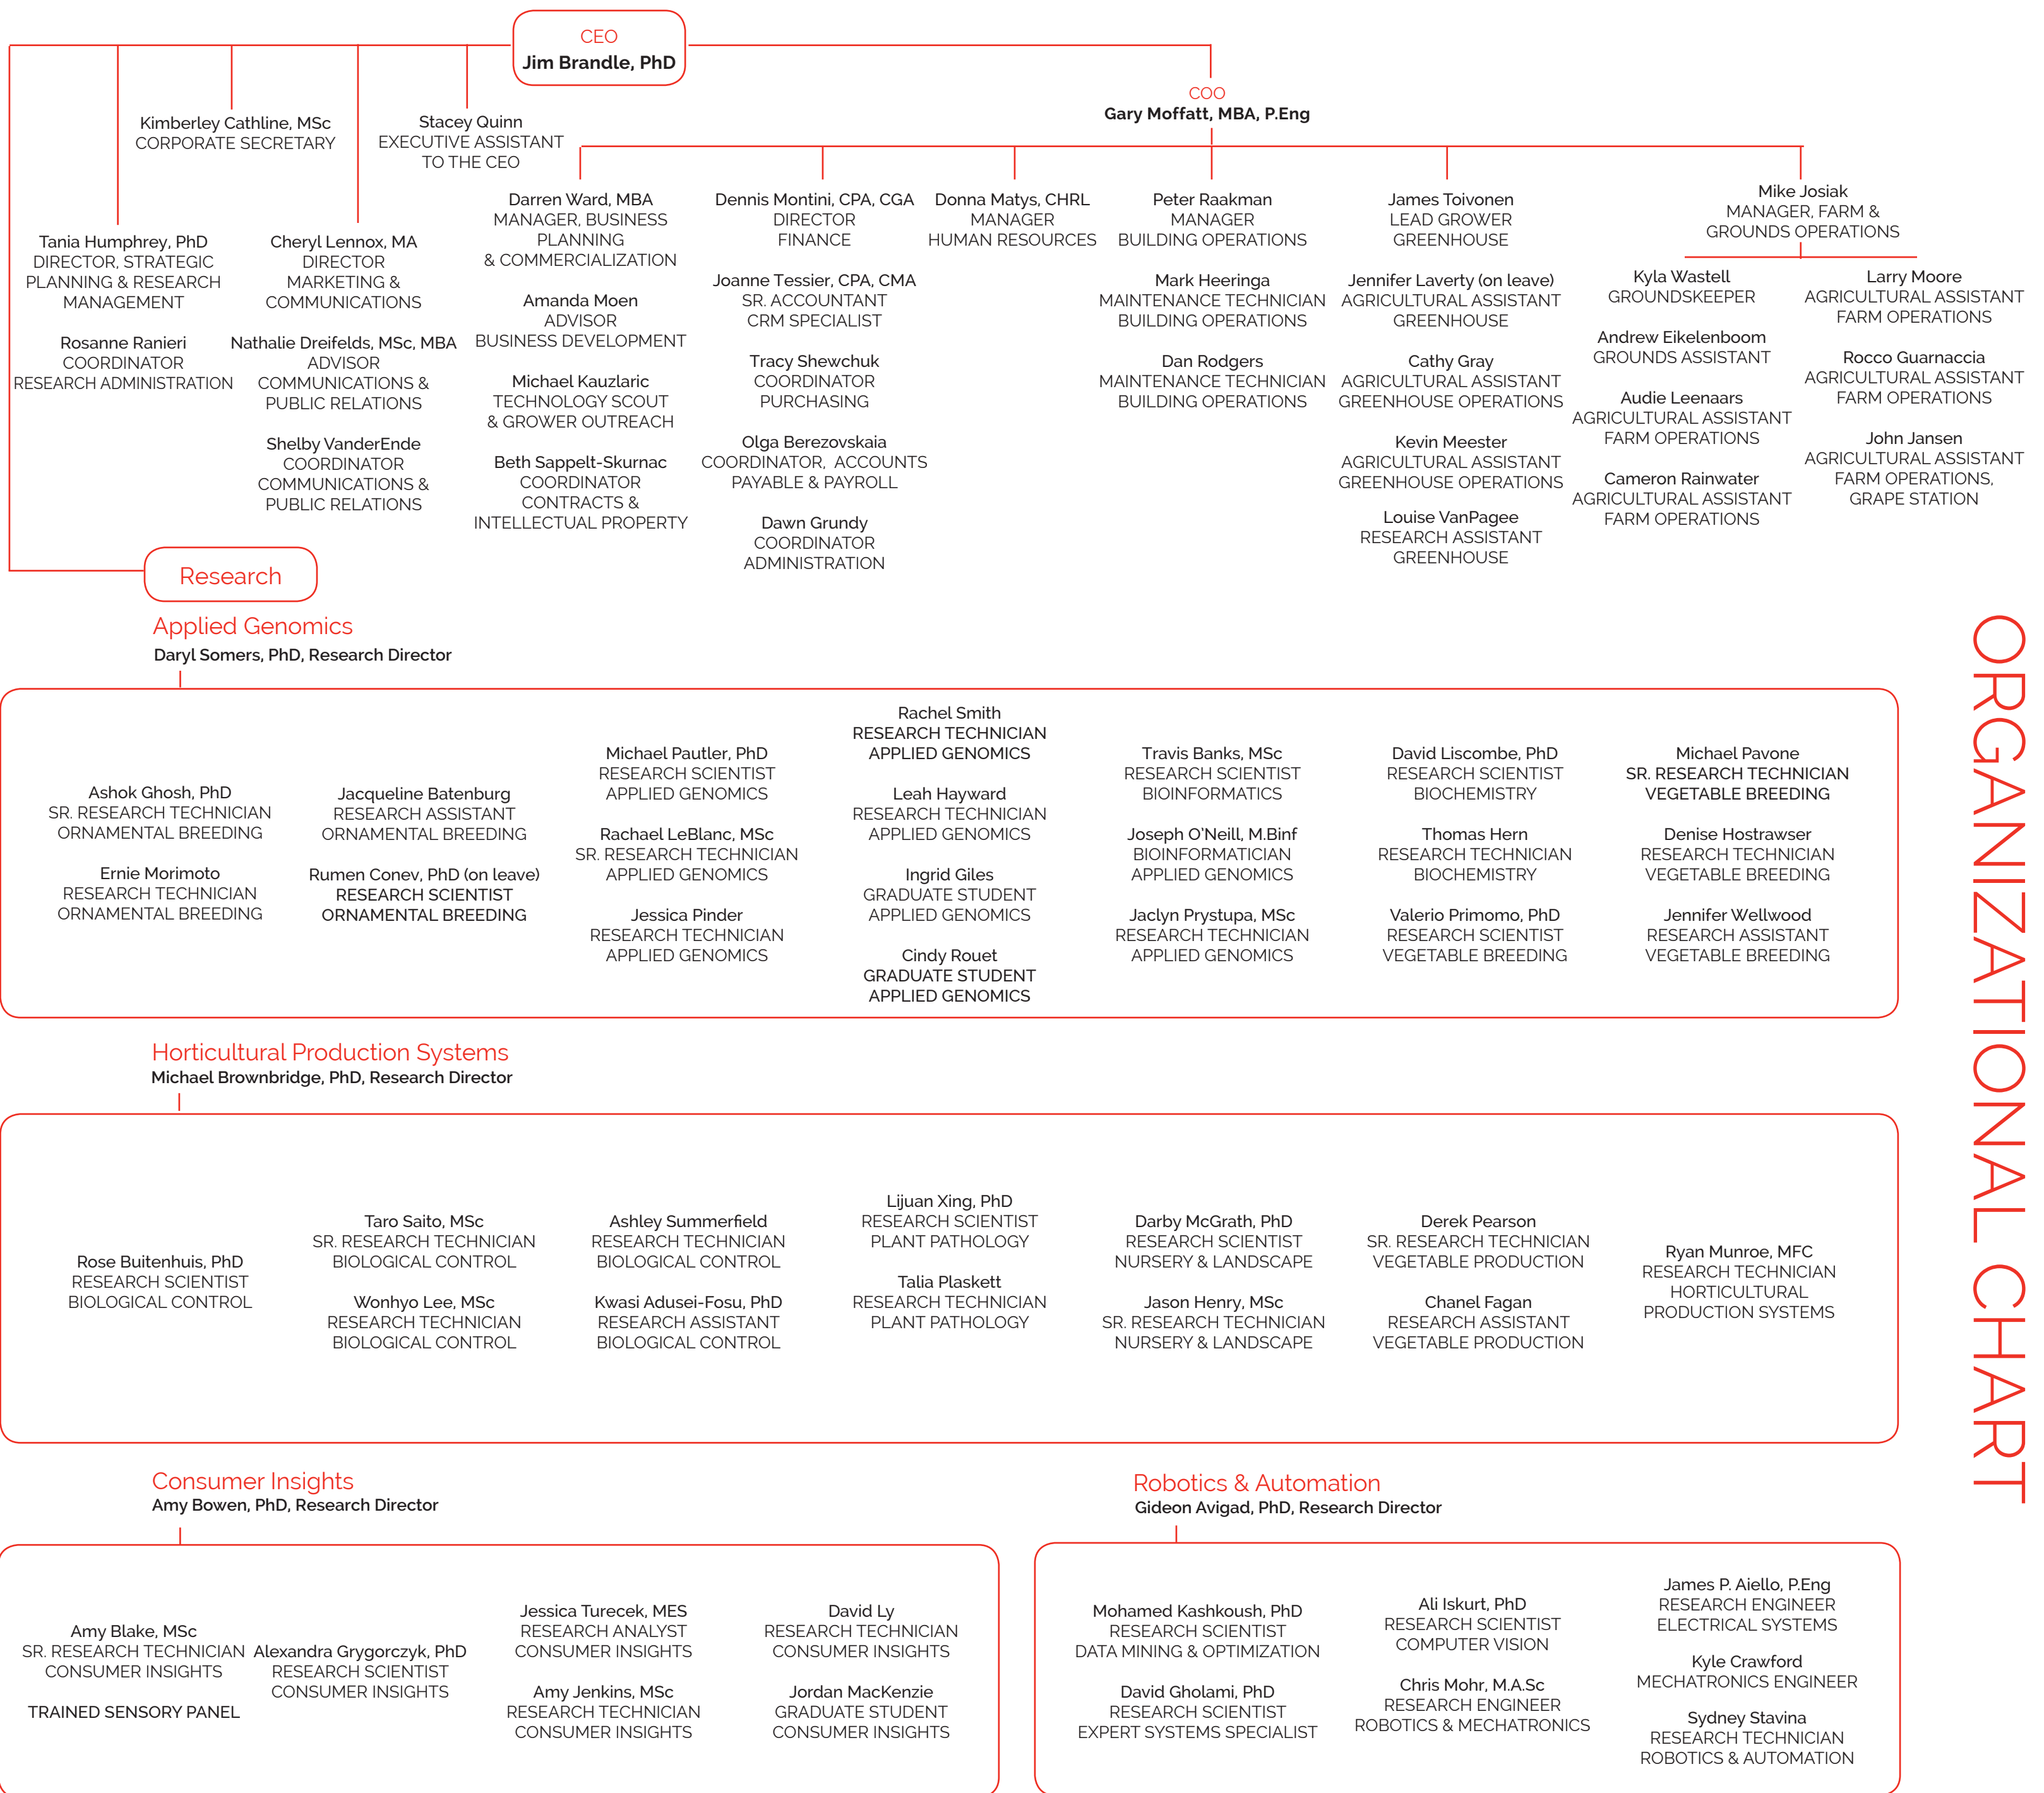 CEO
Jim Brandle, PhD
COO
Gary Moffatt, MBA, P.Eng
Kimberley Cathline, MSc
CORPORATE SECRETARY
Stacey Quinn
EXECUTIVE ASSISTANT
TO THE CEO
Tania Humphrey, PhD
DIRECTOR, STRATEGIC
PLANNING & RESEARCH
MANAGEMENT
Rosanne Ranieri
COORDINATOR
RESEARCH ADMINISTRATION
Cheryl Lennox, MA
DIRECTOR
MARKETING &
COMMUNICATIONS
Nathalie Dreifelds, MSc, MBA
ADVISOR
COMMUNICATIONS &
PUBLIC RELATIONS
Shelby VanderEnde
COORDINATOR
COMMUNICATIONS &
PUBLIC RELATIONS
Darren Ward, MBA
MANAGER, BUSINESS
PLANNING
& COMMERCIALIZATION
Amanda Moen
ADVISOR
BUSINESS DEVELOPMENT
Michael Kauzlaric
TECHNOLOGY SCOUT
& GROWER OUTREACH
Beth Sappelt-Skurnac
COORDINATOR
CONTRACTS &
INTELLECTUAL PROPERTY
Dennis Montini, CPA, CGA
DIRECTOR
FINANCE
Joanne Tessier, CPA, CMA
SR. ACCOUNTANT
CRM SPECIALIST
Tracy Shewchuk
COORDINATOR
PURCHASING
Olga Berezovskaia
COORDINATOR, ACCOUNTS
PAYABLE & PAYROLL
Dawn Grundy
COORDINATOR
ADMINISTRATION
Donna Matys, CHRL
MANAGER
HUMAN RESOURCES
Peter Raakman
MANAGER
BUILDING OPERATIONS
Mark Heeringa
MAINTENANCE TECHNICIAN
BUILDING OPERATIONS
Dan Rodgers
MAINTENANCE TECHNICIAN
BUILDING OPERATIONS
James Toivonen
LEAD GROWER
GREENHOUSE
Jennifer Laverty (on leave)
AGRICULTURAL ASSISTANT
GREENHOUSE
Cathy Gray
AGRICULTURAL ASSISTANT
GREENHOUSE OPERATIONS
Kevin Meester
AGRICULTURAL ASSISTANT
GREENHOUSE OPERATIONS
Louise VanPagee
RESEARCH ASSISTANT
GREENHOUSE
Mike Josiak
MANAGER, FARM &
GROUNDS OPERATIONS
Kyla Wastell
GROUNDSKEEPER
Andrew Eikelenboom
GROUNDS ASSISTANT
Audie Leenaars
AGRICULTURAL ASSISTANT
FARM OPERATIONS
Cameron Rainwater
AGRICULTURAL ASSISTANT
FARM OPERATIONS
Larry Moore
AGRICULTURAL ASSISTANT
FARM OPERATIONS
Rocco Guarnaccia
AGRICULTURAL ASSISTANT
FARM OPERATIONS
John Jansen
AGRICULTURAL ASSISTANT
FARM OPERATIONS,
GRAPE STATION
ORGANIZATIONAL CHART
Research
Applied Genomics
Daryl Somers, PhD, Research Director
Ashok Ghosh, PhD
SR. RESEARCH TECHNICIAN
ORNAMENTAL BREEDING
Ernie Morimoto
RESEARCH TECHNICIAN
ORNAMENTAL BREEDING
Jacqueline Batenburg
RESEARCH ASSISTANT
ORNAMENTAL BREEDING
Rumen Conev, PhD (on leave)
RESEARCH SCIENTIST
ORNAMENTAL BREEDING
Michael Pautler, PhD
RESEARCH SCIENTIST
APPLIED GENOMICS
Rachael LeBlanc, MSc
SR. RESEARCH TECHNICIAN
APPLIED GENOMICS
Jessica Pinder
RESEARCH TECHNICIAN
APPLIED GENOMICS
Rachel Smith
RESEARCH TECHNICIAN
APPLIED GENOMICS
Leah Hayward
RESEARCH TECHNICIAN
APPLIED GENOMICS
Ingrid Giles
GRADUATE STUDENT
APPLIED GENOMICS
Cindy Rouet
GRADUATE STUDENT
APPLIED GENOMICS
Travis Banks, MSc
RESEARCH SCIENTIST
BIOINFORMATICS
Joseph O'Neill, M.Binf
BIOINFORMATICIAN
APPLIED GENOMICS
Jaclyn Prystupa, MSc
RESEARCH TECHNICIAN
APPLIED GENOMICS
David Liscombe, PhD
RESEARCH SCIENTIST
BIOCHEMISTRY
Thomas Hern
RESEARCH TECHNICIAN
BIOCHEMISTRY
Valerio Primomo, PhD
RESEARCH SCIENTIST
VEGETABLE BREEDING
Michael Pavone
SR. RESEARCH TECHNICIAN
VEGETABLE BREEDING
Denise Hostrawser
RESEARCH TECHNICIAN
VEGETABLE BREEDING
Jennifer Wellwood
RESEARCH ASSISTANT
VEGETABLE BREEDING
Horticultural Production Systems
Michael Brownbridge, PhD, Research Director
Rose Buitenhuis, PhD
RESEARCH SCIENTIST
BIOLOGICAL CONTROL
Taro Saito, MSc
SR. RESEARCH TECHNICIAN
BIOLOGICAL CONTROL
Wonhyo Lee, MSc
RESEARCH TECHNICIAN
BIOLOGICAL CONTROL
Ashley Summerfield
RESEARCH TECHNICIAN
BIOLOGICAL CONTROL
Kwasi Adusei-Fosu, PhD
RESEARCH ASSISTANT
BIOLOGICAL CONTROL
Lijuan Xing, PhD
RESEARCH SCIENTIST
PLANT PATHOLOGY
Talia Plaskett
RESEARCH TECHNICIAN
PLANT PATHOLOGY
Darby McGrath, PhD
RESEARCH SCIENTIST
NURSERY & LANDSCAPE
Jason Henry, MSc
SR. RESEARCH TECHNICIAN
NURSERY & LANDSCAPE
Derek Pearson
SR. RESEARCH TECHNICIAN
VEGETABLE PRODUCTION
Chanel Fagan
RESEARCH ASSISTANT
VEGETABLE PRODUCTION
Ryan Munroe, MFC
RESEARCH TECHNICIAN
HORTICULTURAL
PRODUCTION SYSTEMS
Consumer Insights
Amy Bowen, PhD, Research Director
Amy Blake, MSc
SR. RESEARCH TECHNICIAN
CONSUMER INSIGHTS
TRAINED SENSORY PANEL
Alexandra Grygorczyk, PhD
RESEARCH SCIENTIST
CONSUMER INSIGHTS
Jessica Turecek, MES
RESEARCH ANALYST
CONSUMER INSIGHTS
Amy Jenkins, MSc
RESEARCH TECHNICIAN
CONSUMER INSIGHTS
David Ly
RESEARCH TECHNICIAN
CONSUMER INSIGHTS
Jordan MacKenzie
GRADUATE STUDENT
CONSUMER INSIGHTS
Robotics & Automation
Gideon Avigad, PhD, Research Director
Mohamed Kashkoush, PhD
RESEARCH SCIENTIST
DATA MINING & OPTIMIZATION
David Gholami, PhD
RESEARCH SCIENTIST
EXPERT SYSTEMS SPECIALIST
Ali Iskurt, PhD
RESEARCH SCIENTIST
COMPUTER VISION
Chris Mohr, M.A.Sc
RESEARCH ENGINEER
ROBOTICS & MECHATRONICS
James P. Aiello, P.Eng
RESEARCH ENGINEER
ELECTRICAL SYSTEMS
Kyle Crawford
MECHATRONICS ENGINEER
Sydney Stavina
RESEARCH TECHNICIAN
ROBOTICS & AUTOMATION